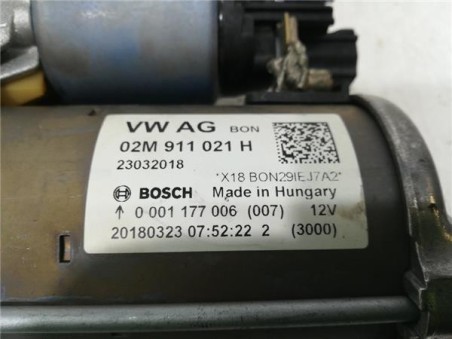 VW AG BON
02M 911 021 H
23032018
*X18 BON29IEJ7A2*
BOSCH Made in Hungary
0 001 177 006 (007) 12V
20180323 07:52:22 2 (3000)